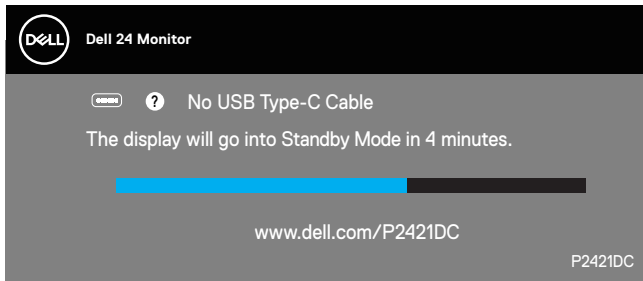 DELL
Dell 24 Monitor
? No USB Type-C Cable
The display will go into Standby Mode in 4 minutes.
www.dell.com/P2421DC
P2421DC